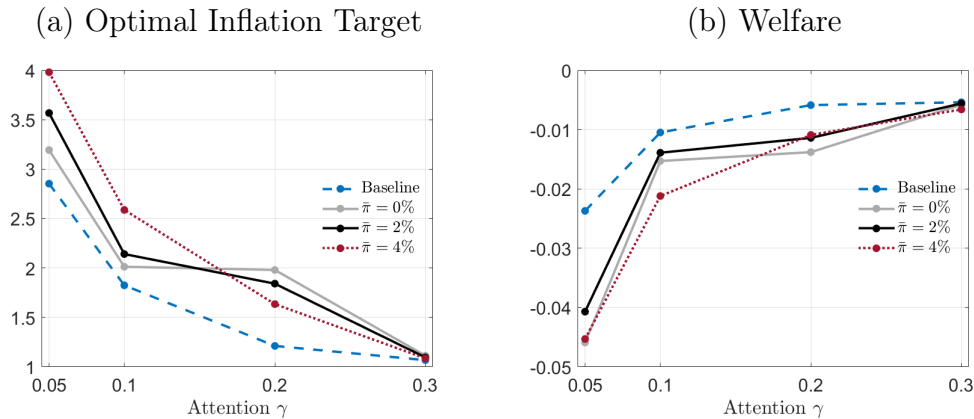 (a) Optimal Inflation Target
4
3.5
3
2.5
2
1.5
1
0.05
0.1
0.2
0.3
Attention γ
Baseline
π̄ = 0%
π̄ = 2%
π̄ = 4%
(b) Welfare
0
-0.01
-0.02
-0.03
-0.04
-0.05
0.05
0.1
0.2
0.3
Attention γ
Baseline
π̄ = 0%
π̄ = 2%
π̄ = 4%